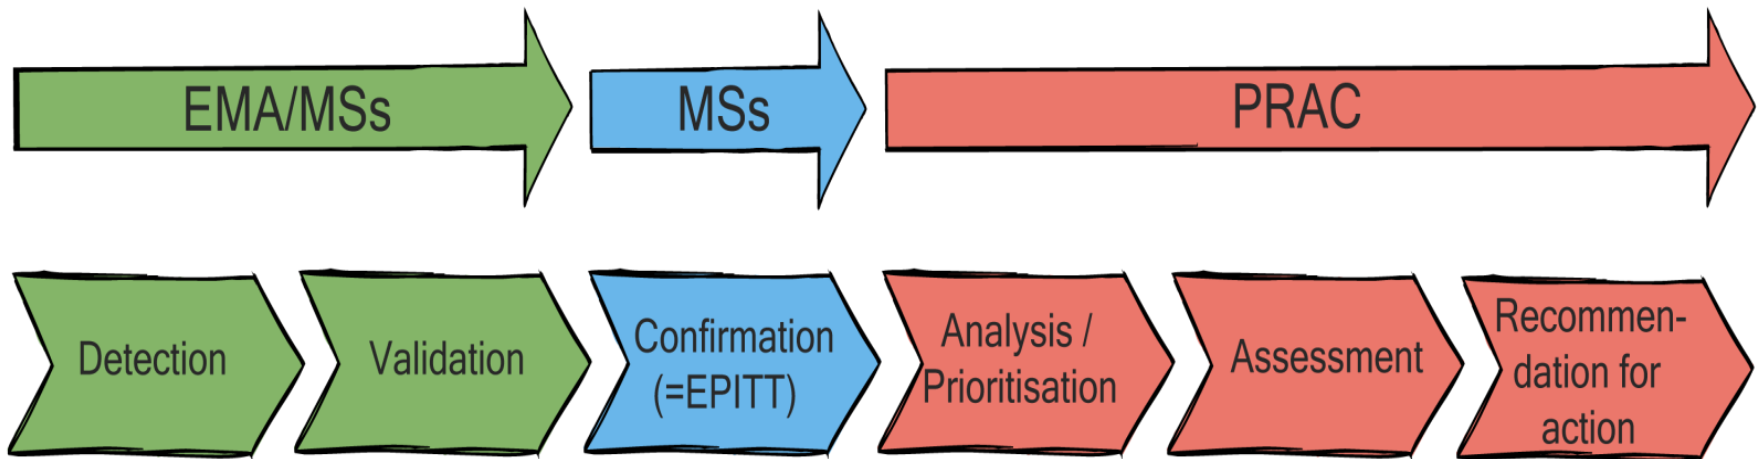 EMA/MSs
MSs
PRAC
Detection
Validation
Confirmation
(=EPITT)
Analysis /
Prioritisation
Assessment
Recommen-
dation for
action